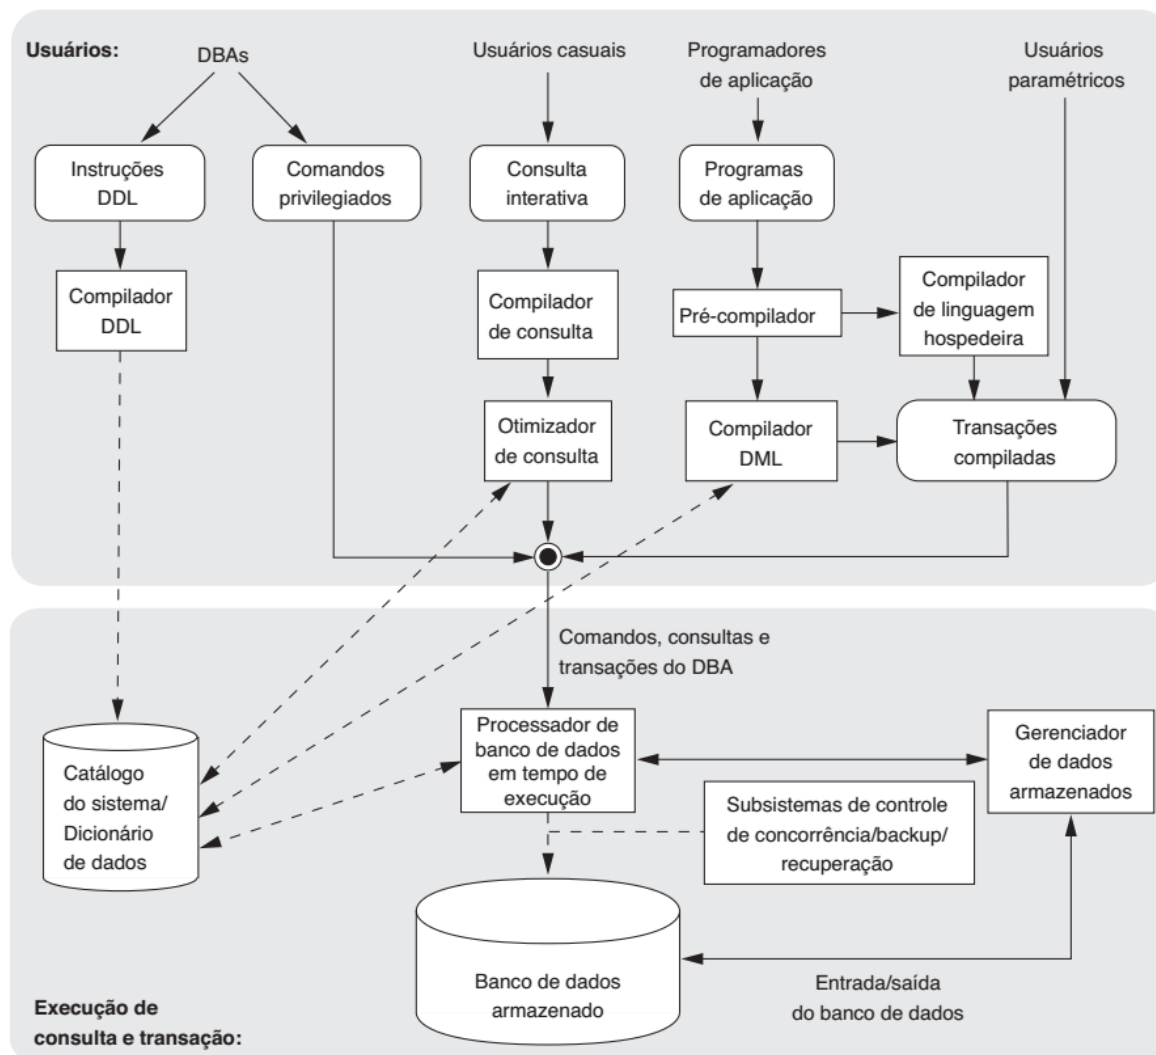 Usuários:
DBAs
Usuários casuais
Programadores
de aplicação
Usuários
paramétricos
Instruções
DDL
Comandos
privilegiados
Consulta
interativa
Programas
de aplicação
Compilador
DDL
Compilador
de consulta
Pré-compilador
Compilador
de linguagem
hospedeira
Otimizador
de consulta
Compilador
DML
Transações
compiladas
Comandos, consultas e
transações do DBA
Catálogo
do sistema/
Dicionário
de dados
Processador de
banco de dados
em tempo de
execução
Gerenciador
de dados
armazenados
Subsistemas de controle
de concorrência/backup/
recuperação
Banco de dados
armazenado
Entrada/saída
do banco de dados
Execução de
consulta e transação: